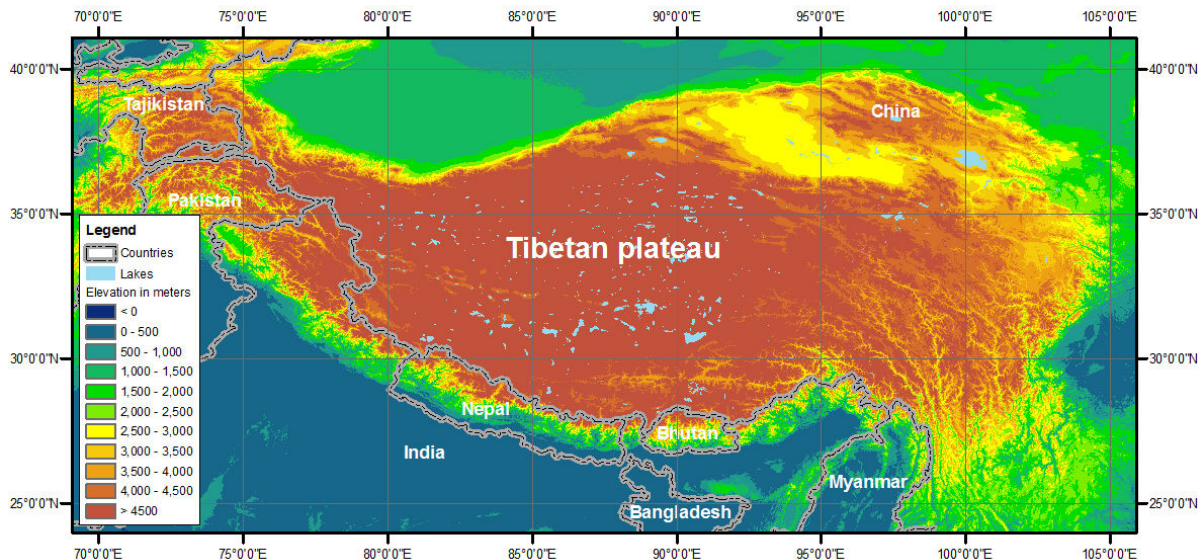 70°0'0"E 75°0'0"E 80°0'0"E 85°0'0"E 90°0'0"E 95°0'0"E 100°0'0"E 105°0'0"E
40°0'0"N 40°0'0"N
Tajikistan China
Pakistan
35°0'0"N 35°0'0"N
Tibetan plateau
Legend
Countries
Lakes
Elevation in meters
< 0
0 - 500
500 - 1,000
1,000 - 1,500
1,500 - 2,000
2,000 - 2,500
2,500 - 3,000
3,000 - 3,500
3,500 - 4,000
4,000 - 4,500
> 4500
30°0'0"N 30°0'0"N
Nepal
Bhutan
India
Myanmar
25°0'0"N 25°0'0"N
Bangladesh
70°0'0"E 75°0'0"E 80°0'0"E 85°0'0"E 90°0'0"E 95°0'0"E 100°0'0"E 105°0'0"E